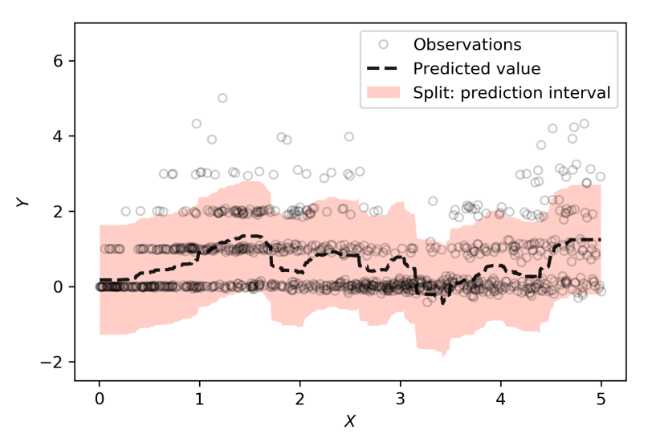 Observations
Predicted value
Split: prediction interval
6
4
2
0
−2
Y
0 1 2 3 4 5
X